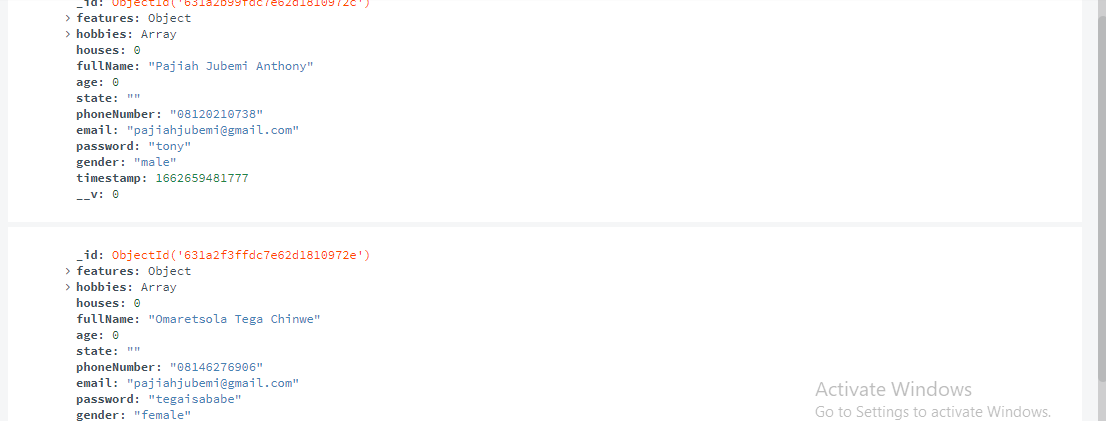 _id: ObjectId('631a2b99fdc7e62d1810972c')
features: Object
hobbies: Array
houses: 0
fullName: "Pajiah Jubemi Anthony"
age: 0
state: ""
phoneNumber: "08120210738"
email: "pajiahjubemi@gmail.com"
password: "tony"
gender: "male"
timestamp: 1662659481777
__v: 0
_id: ObjectId('631a2f3ffdc7e62d1810972e')
features: Object
hobbies: Array
houses: 0
fullName: "Omaretsola Tega Chinwe"
age: 0
state: ""
phoneNumber: "08146276906"
email: "pajiahjubemi@gmail.com"
password: "tegaisababe"
gender: "female"
Activate Windows
Go to Settings to activate Windows.